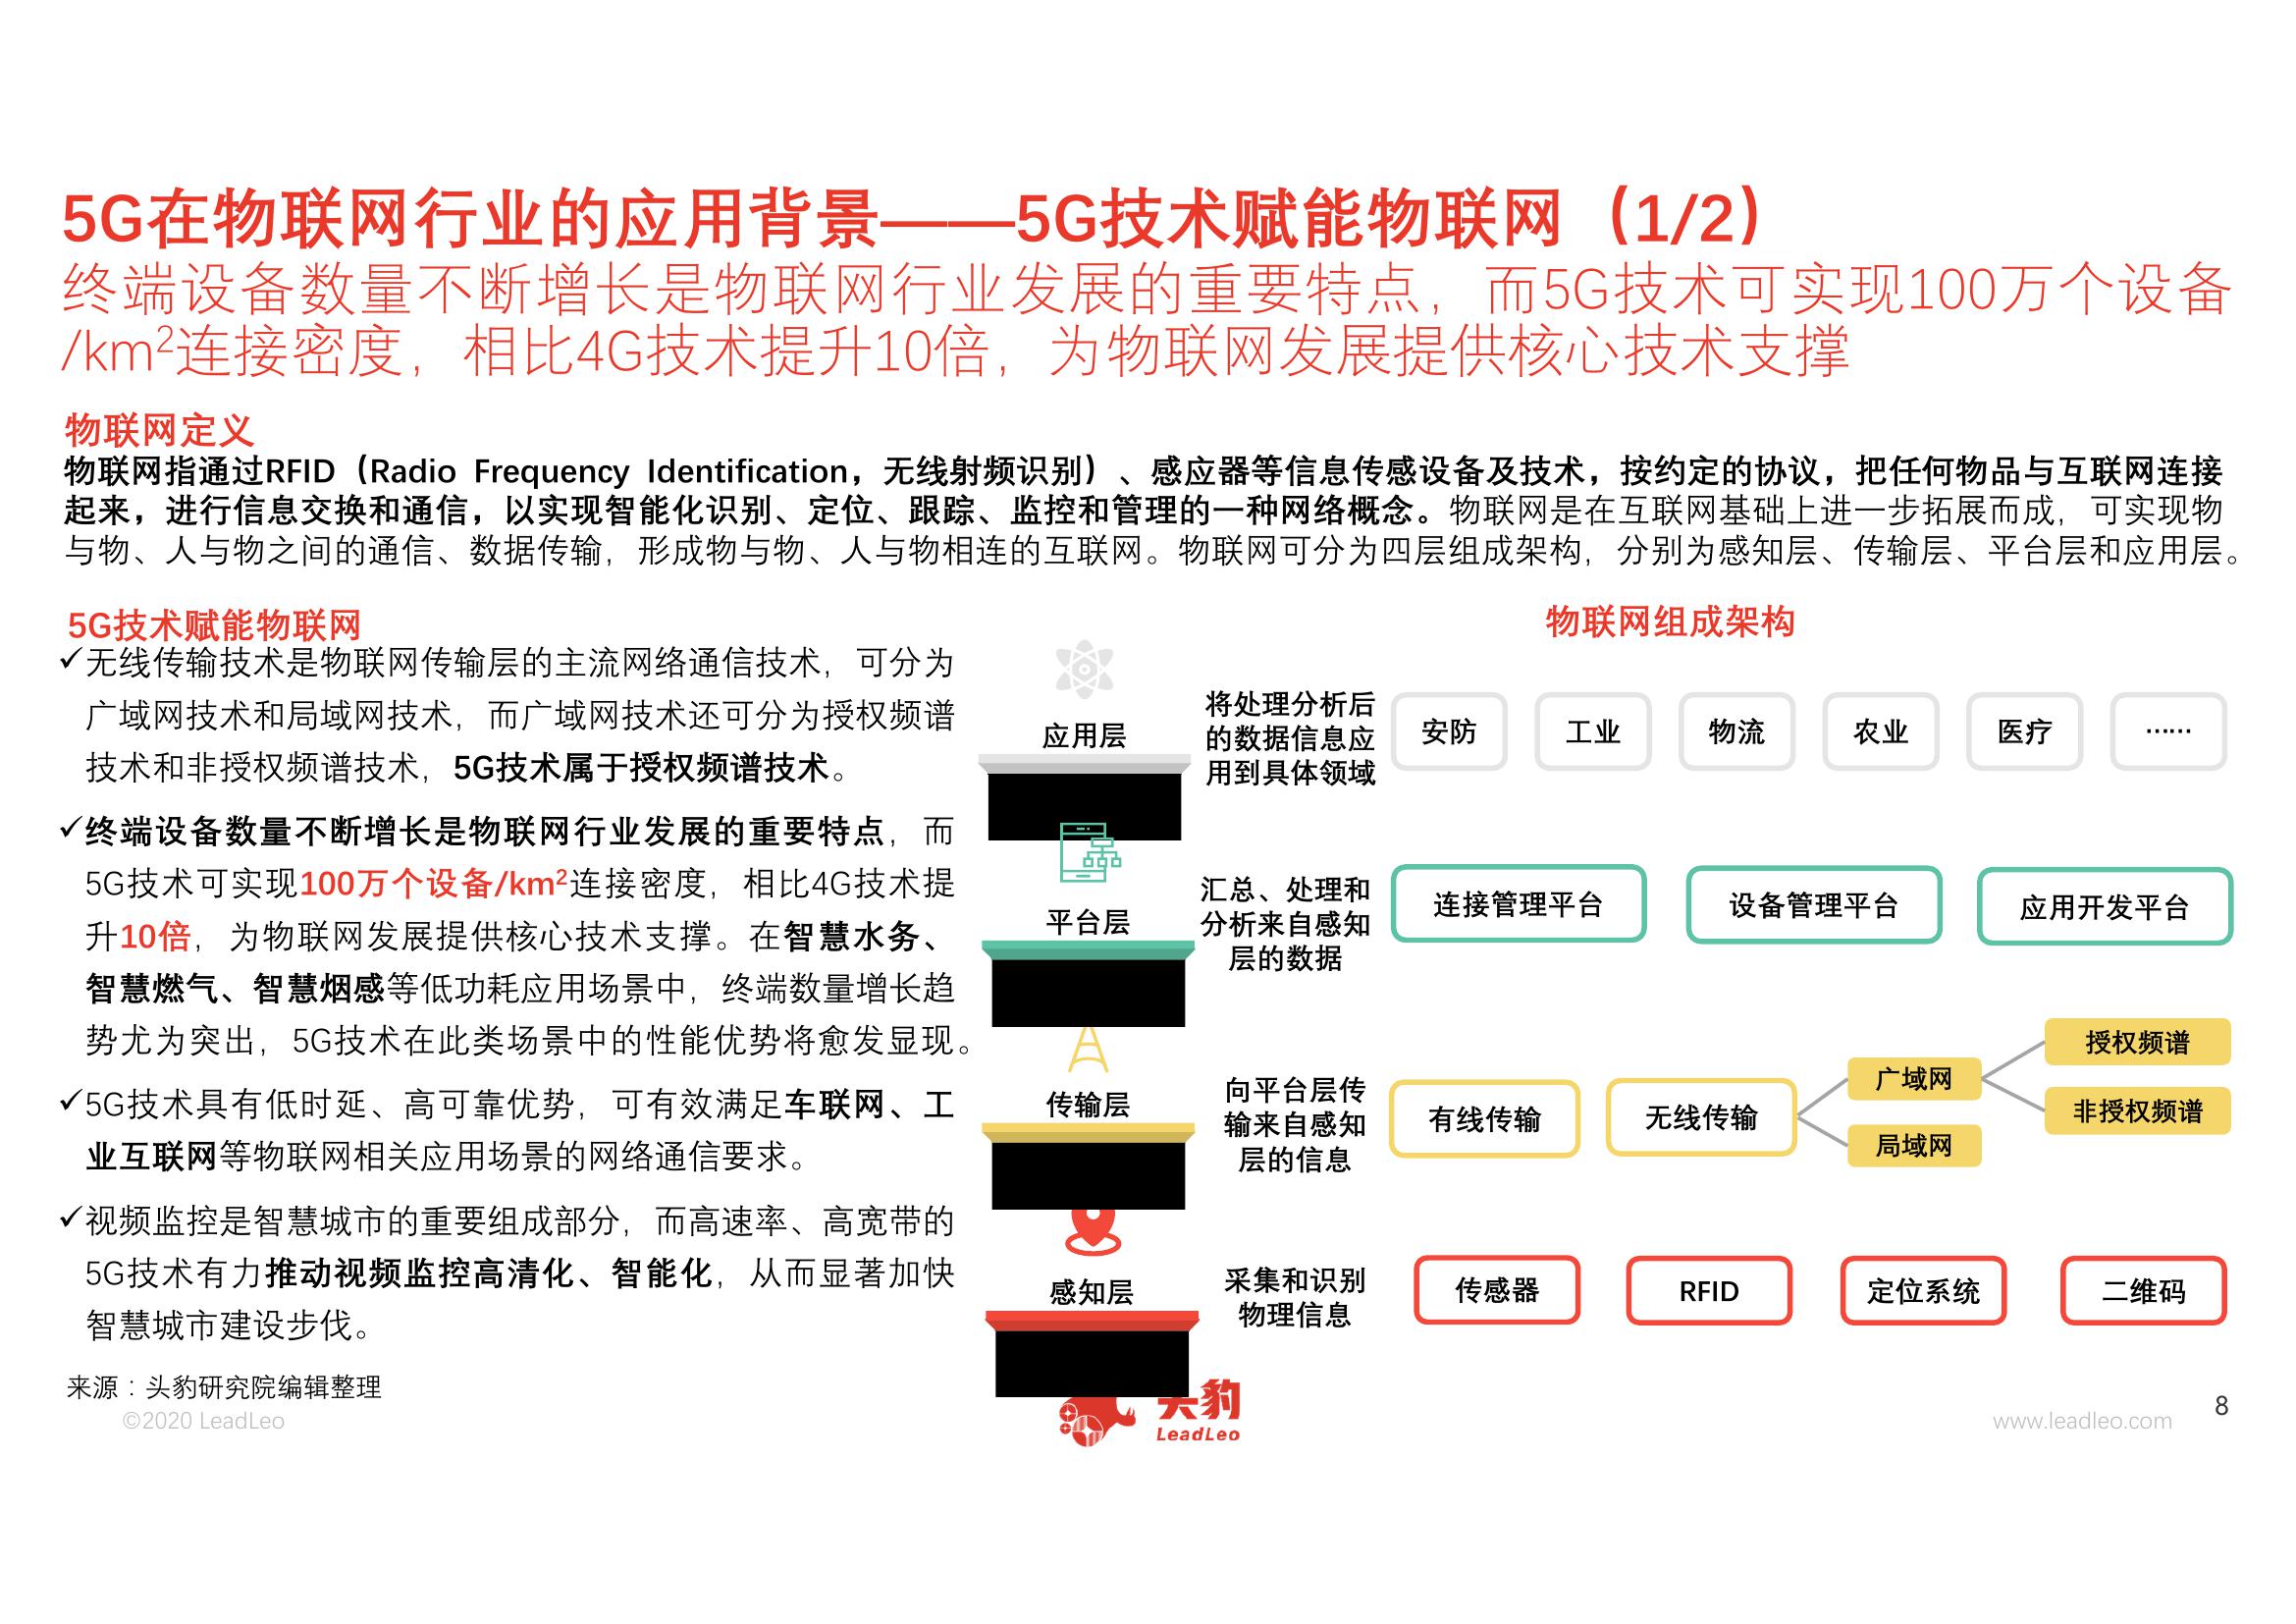 5G在物联网行业的应用背景——5G技术赋能物联网（1/2）
终端设备数量不断增长是物联网行业发展的重要特点，而5G技术可实现100万个设备
/km²连接密度，相比4G技术提升10倍，为物联网发展提供核心技术支撑
物联网定义
物联网指通过RFID（Radio Frequency Identification，无线射频识别）、感应器等信息传感设备及技术，按约定的协议，把任何物品与互联网连接
起来，进行信息交换和通信，以实现智能化识别、定位、跟踪、监控和管理的一种网络概念。物联网是在互联网基础上进一步拓展而成，可实现物
与物、人与物之间的通信、数据传输，形成物与物、人与物相连的互联网。物联网可分为四层组成架构，分别为感知层、传输层、平台层和应用层。
5G技术赋能物联网
✓无线传输技术是物联网传输层的主流网络通信技术，可分为
广域网技术和局域网技术，而广域网技术还可分为授权频谱
技术和非授权频谱技术，5G技术属于授权频谱技术。
✓终端设备数量不断增长是物联网行业发展的重要特点，而
5G技术可实现100万个设备/km²连接密度，相比4G技术提
升10倍，为物联网发展提供核心技术支撑。在智慧水务、
智慧燃气、智慧烟感等低功耗应用场景中，终端数量增长趋
势尤为突出，5G技术在此类场景中的性能优势将愈发显现。
✓5G技术具有低时延、高可靠优势，可有效满足车联网、工
业互联网等物联网相关应用场景的网络通信要求。
✓视频监控是智慧城市的重要组成部分，而高速率、高宽带的
5G技术有力推动视频监控高清化、智能化，从而显著加快
智慧城市建设步伐。
物联网组成架构
应用层
将处理分析后
的数据信息应
用到具体领域
安防
工业
物流
农业
医疗
……
平台层
汇总、处理和
分析来自感知
层的数据
连接管理平台
设备管理平台
应用开发平台
传输层
向平台层传
输来自感知
层的信息
有线传输
无线传输
广域网
局域网
授权频谱
非授权频谱
感知层
采集和识别
物理信息
传感器
RFID
定位系统
二维码
来源：头豹研究院编辑整理
©2020 LeadLeo
头豹
LeadLeo
www.leadleo.com
8